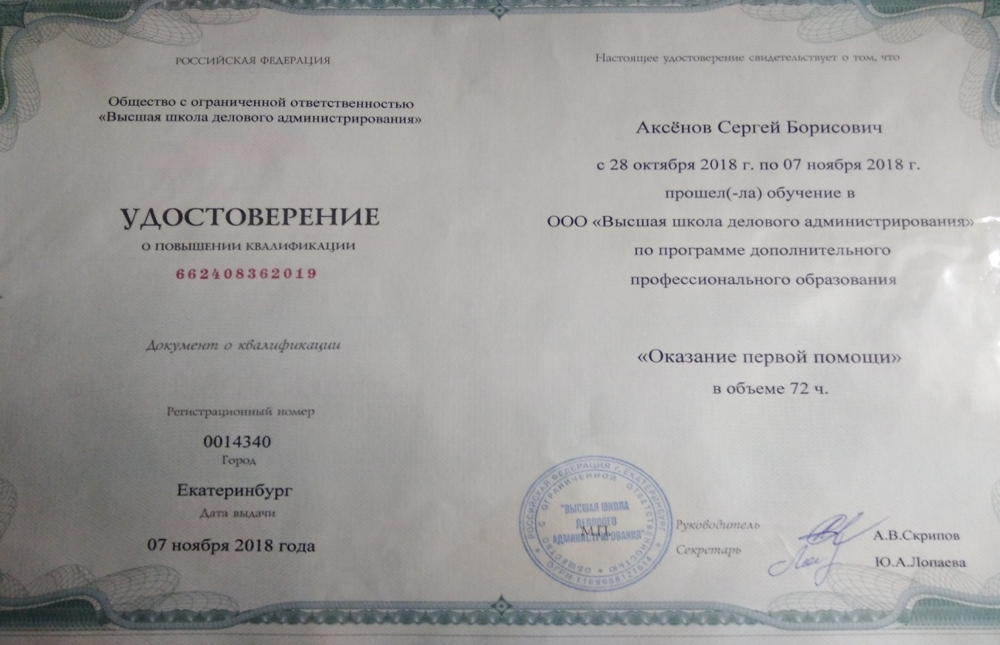 РОССИЙСКАЯ ФЕДЕРАЦИЯ
Общество с ограниченной ответственностью
«Высшая школа делового администрирования»
УДОСТОВЕРЕНИЕ
О ПОВЫШЕНИИ КВАЛИФИКАЦИИ
662408362019
Документ о квалификации
Регистрационный номер
0014340
Город
Екатеринбург
Дата выдачи
07 ноября 2018 года
Настоящее удостоверение свидетельствует о том, что
Аксёнов Сергей Борисович
с 28 октября 2018 г. по 07 ноября 2018 г.
прошел(-ла) обучение в
ООО «Высшая школа делового администрирования»
по программе дополнительного
профессионального образования
«Оказание первой помощи»
в объеме 72 ч.
РОССИЙСКАЯ ФЕДЕРАЦИЯ г. ЕКАТЕРИНБУРГ
ОБЩЕСТВО С ОГРАНИЧЕННОЙ ОТВЕТСТВЕННОСТЬЮ
"ВЫСШАЯ ШКОЛА
ДЕЛОВОГО
АДМИНИСТРИРОВАНИЯ"
М.П.
ОГРН
Руководитель
А.В.Скрипов
Секретарь
Ю.А.Лопаева